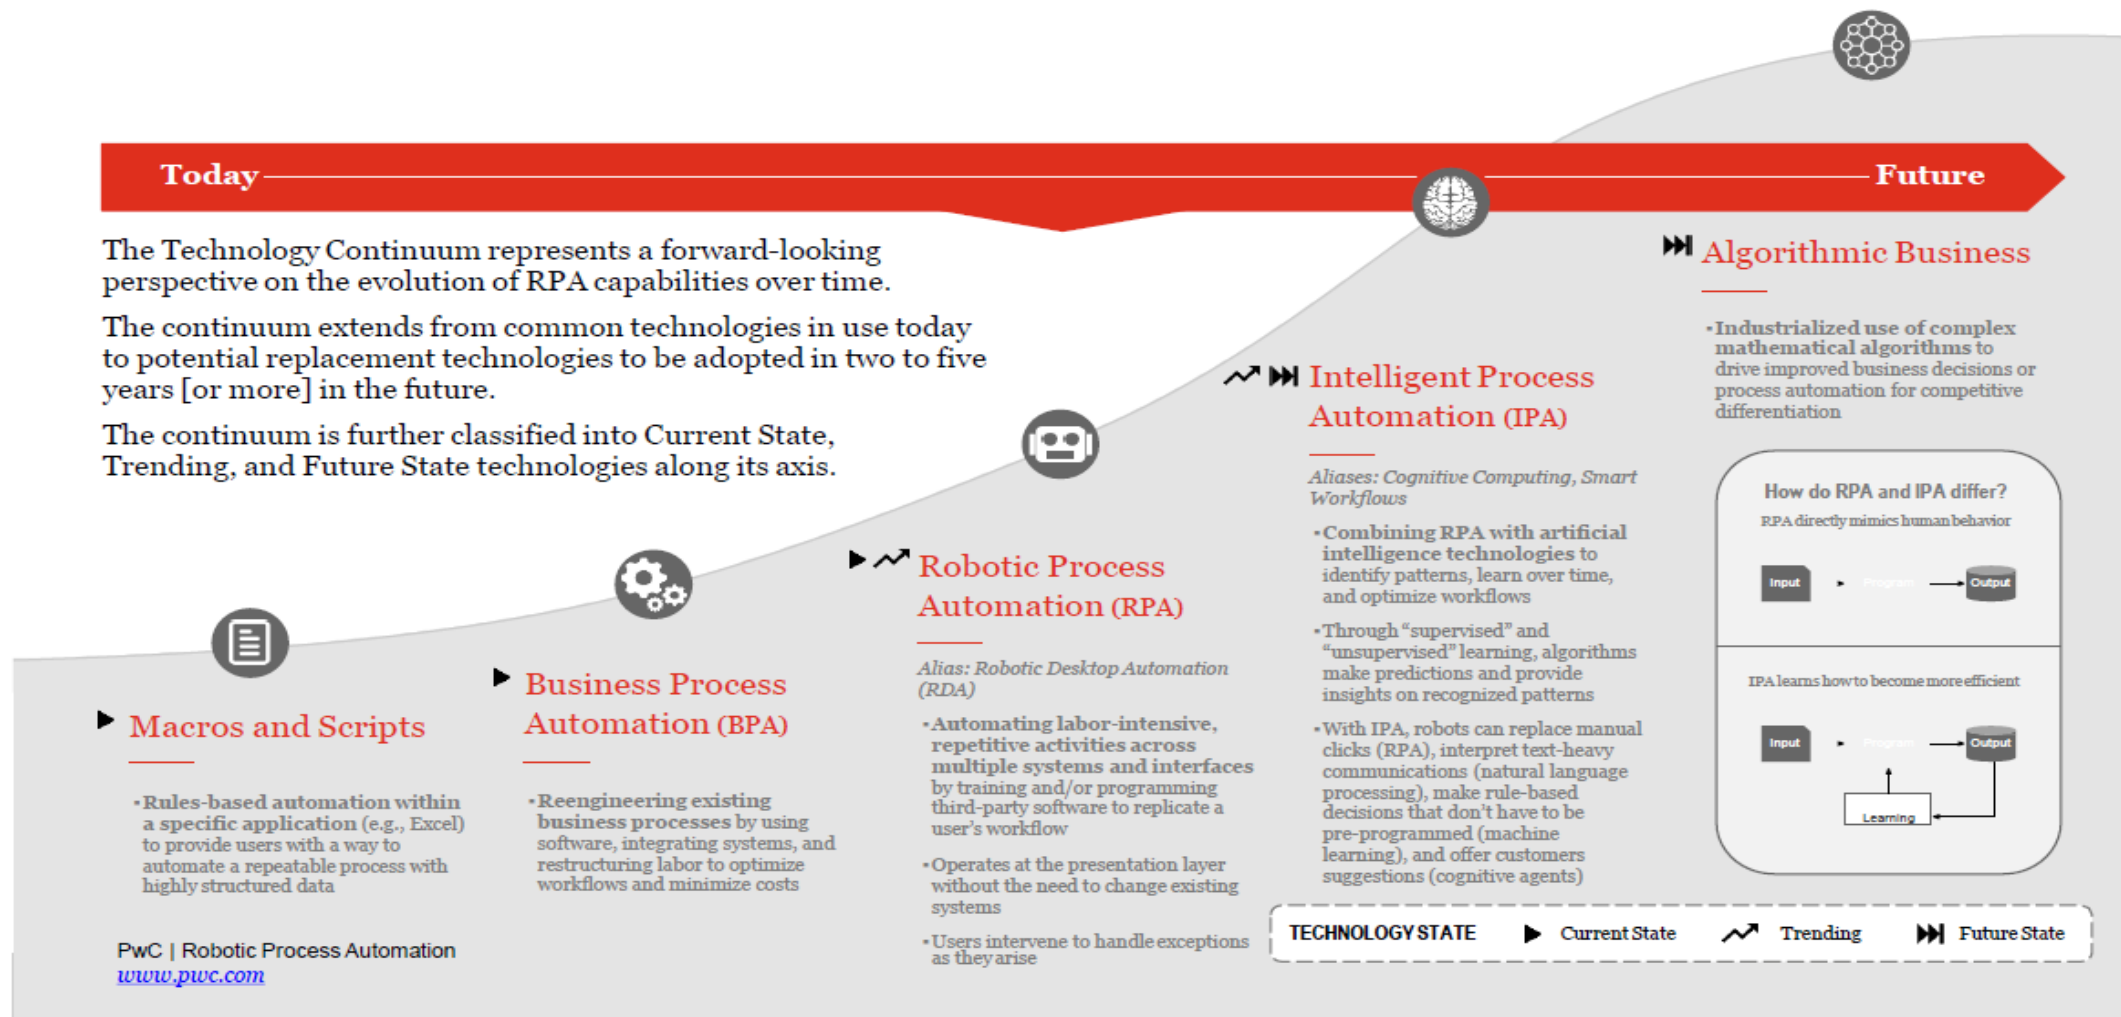 Today
Future
The Technology Continuum represents a forward-looking
perspective on the evolution of RPA capabilities over time.
The continuum extends from common technologies in use today
to potential replacement technologies to be adopted in two to five
years [or more] in the future.
The continuum is further classified into Current State,
Trending, and Future State technologies along its axis.
Macros and Scripts
▪Rules-based automation within
a specific application (e.g., Excel)
to provide users with a way to
automate a repeatable process with
highly structured data
Business Process
Automation (BPA)
▪Reengineering existing
business processes by using
software, integrating systems, and
restructuring labor to optimize
workflows and minimize costs
Robotic Process
Automation (RPA)
Alias: Robotic Desktop Automation
(RDA)
▪Automating labor-intensive,
repetitive activities across
multiple systems and interfaces
by training and/or programming
third-party software to replicate a
user's workflow
▪Operates at the presentation layer
without the need to change existing
systems
▪Users intervene to handle exceptions
as they arise
Intelligent Process
Automation (IPA)
Aliases: Cognitive Computing, Smart
Workflows
▪Combining RPA with artificial
intelligence technologies to
identify patterns, learn over time,
and optimize workflows
▪Through “supervised” and
“unsupervised” learning, algorithms
make predictions and provide
insights on recognized patterns
▪With IPA, robots can replace manual
clicks (RPA), interpret text-heavy
communications (natural language
processing), make rule-based
decisions that don't have to be
pre-programmed (machine
learning), and offer customers
suggestions (cognitive agents)
Algorithmic Business
▪Industrialized use of complex
mathematical algorithms to
drive improved business decisions or
process automation for competitive
differentiation
How do RPA and IPA differ?
RPA directly mimics human behavior
Input Program Output
IPA learns how to become more efficient
Input Program Output
Learning
TECHNOLOGY STATE Current State Trending Future State
PwC | Robotic Process Automation
www.pwc.com